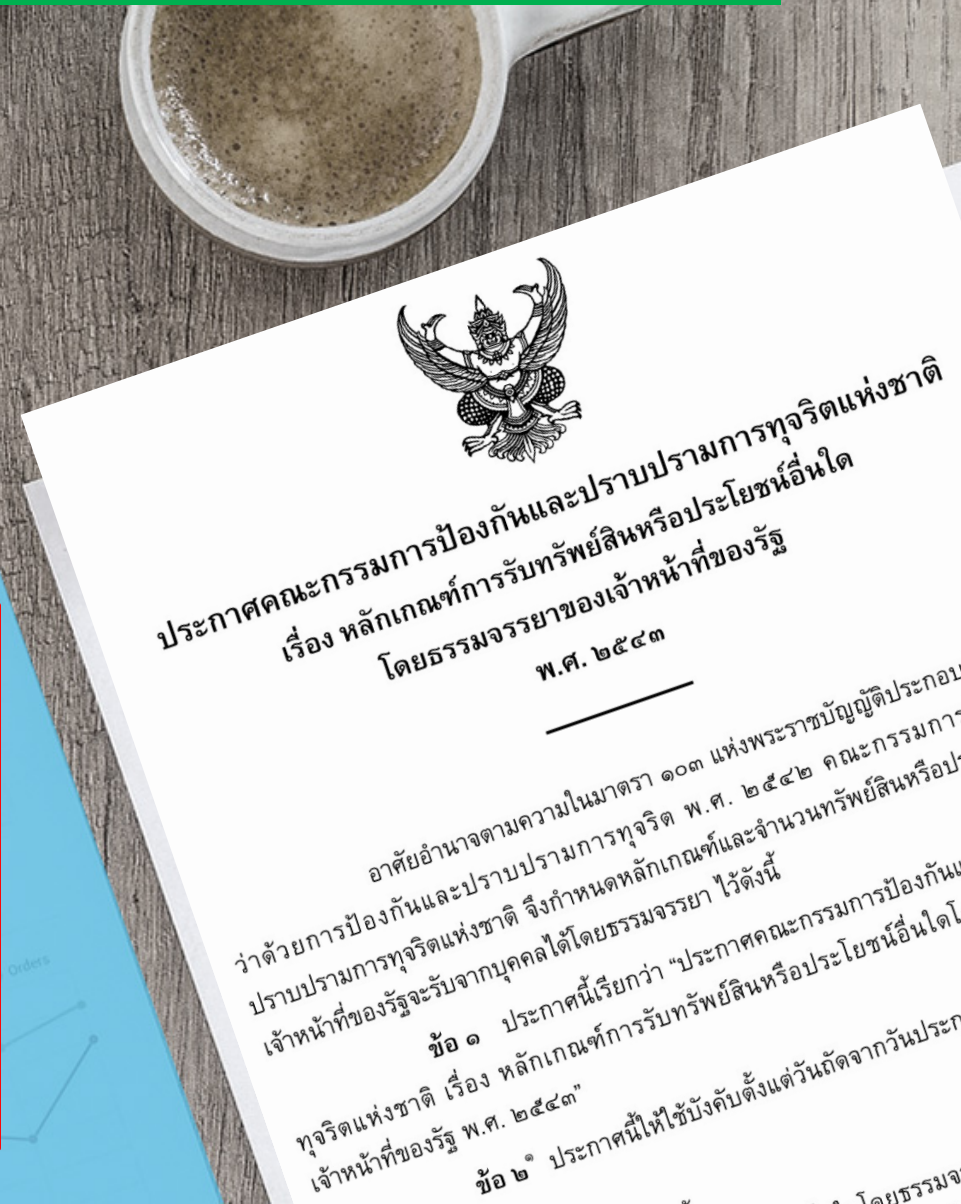 ประกาศคณะกรรมการป้องกันและปราบปรามการทุจริตแห่งชาติ
เรื่อง หลักเกณฑ์การรับทรัพย์สินหรือประโยชน์อื่นใด
โดยธรรมจรรยาของเจ้าหน้าที่ของรัฐ
พ.ศ. ๒๕๔๓
อาศัยอำนาจตามความในมาตรา ๑๐๓ แห่งพระราชบัญญัติประกอบ
ว่าด้วยการป้องกันและปราบปรามการทุจริต พ.ศ. ๒๕๔๒ คณะกรรมการ
ปราบปรามการทุจริตแห่งชาติ จึงกำหนดหลักเกณฑ์และจำนวนทรัพย์สินหรือ
เจ้าหน้าที่ของรัฐจะรับจากบุคคลได้โดยธรรมจรรยา ไว้ดังนี้
ข้อ ๑ ประกาศนี้เรียกว่า “ประกาศคณะกรรมการป้องกัน
ทุจริตแห่งชาติ เรื่อง หลักเกณฑ์การรับทรัพย์สินหรือประโยชน์อื่นใด
เจ้าหน้าที่ของรัฐ พ.ศ. ๒๕๔๓”
ข้อ ๒๑ ประกาศนี้ให้ใช้บังคับตั้งแต่วันถัดจากวัน
Orders